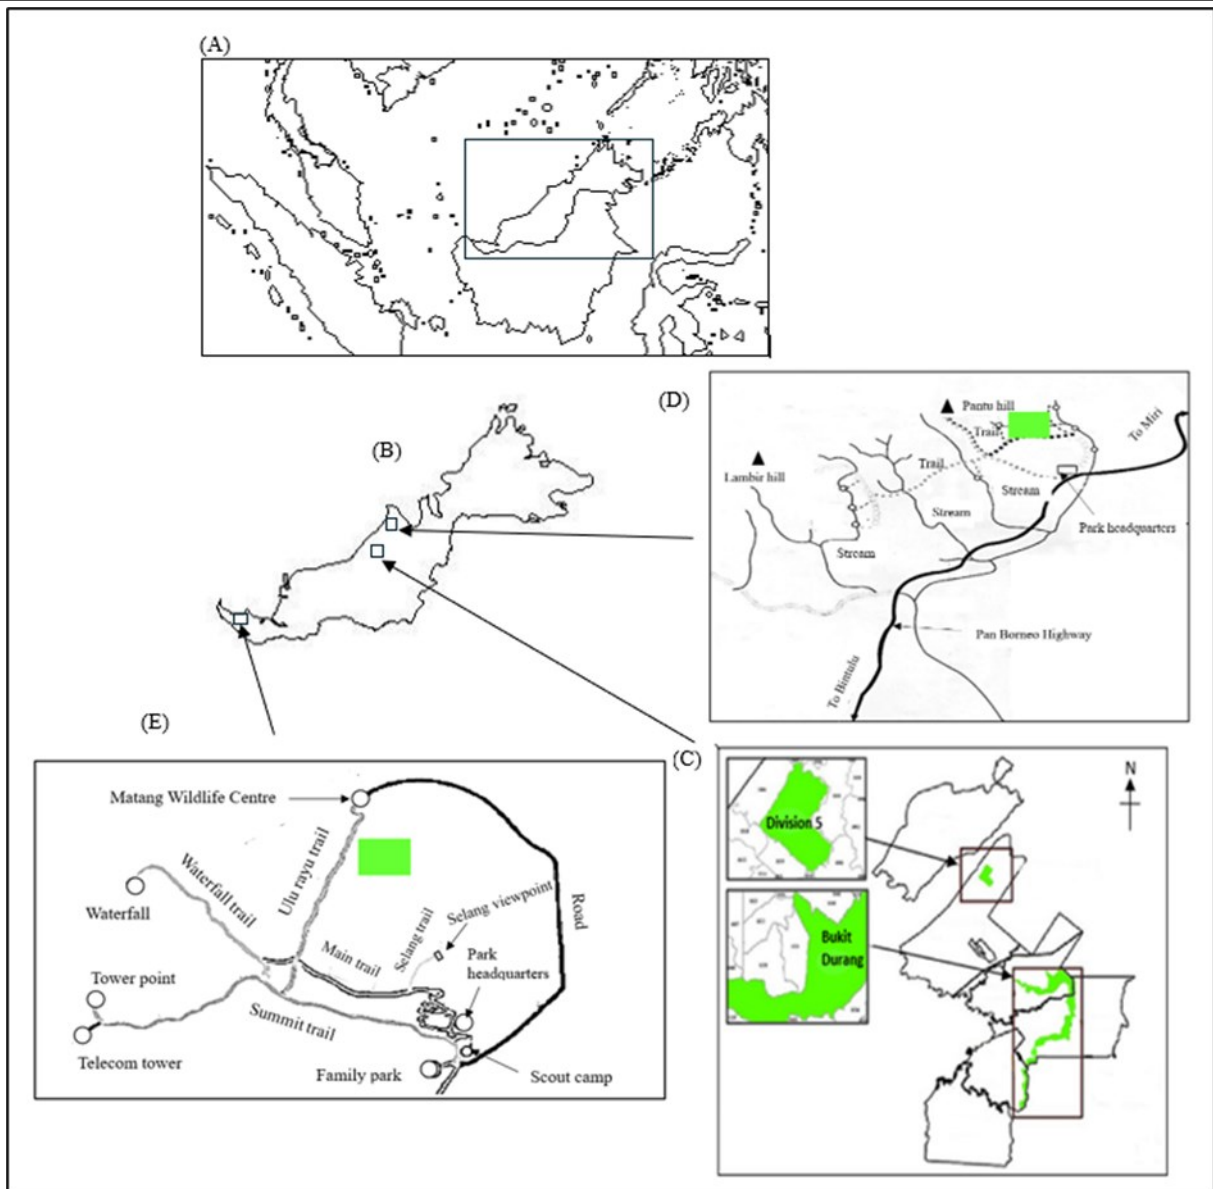 (A)
(B)
(D)
Pantu hill
Trail
To Miri
Lambir hill
Trail
Stream
Stream
Stream
Park headquarters
Pan Borneo Highway
To Bintulu
(E)
Matang Wildlife Centre
Waterfall trail
Ulu rayu trail
Waterfall
Main trail
Selang trail
Selang viewpoint
Road
Park
headquarters
Tower point
Summit trail
Telecom tower
Family park
Scout camp
(C)
N
Division 5
Bukit
Durang